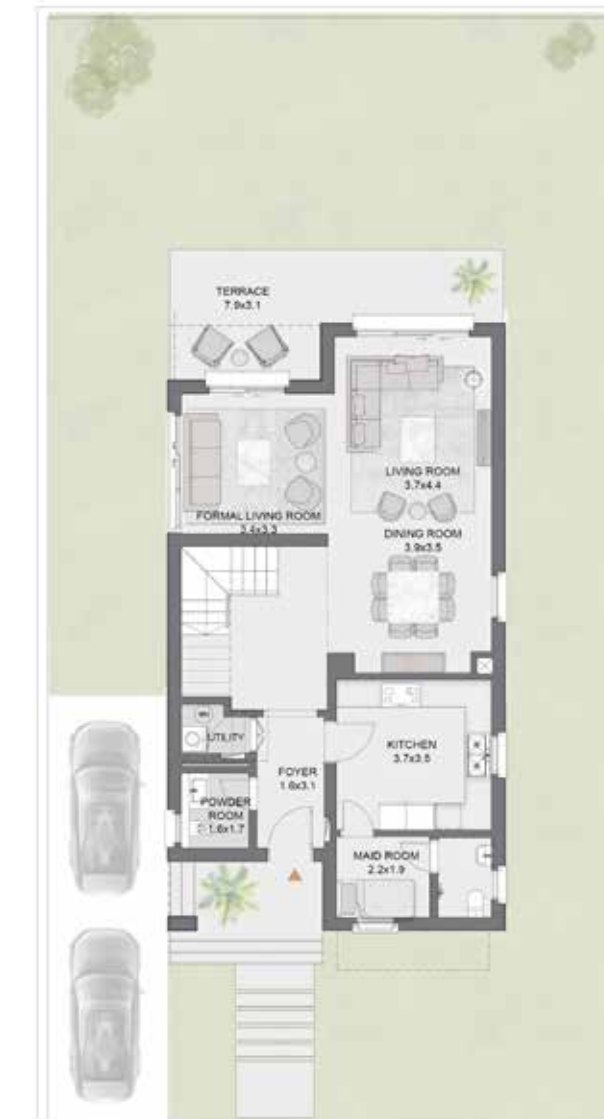 TERRACE
7.9x3.1
LIVING ROOM
3.7x4.4
FORMAL LIVING ROOM
3.4x3.3
DINING ROOM
3.9x3.5
UTILITY
KITCHEN
3.7x3.5
FOYER
1.6x3.1
POWDER
ROOM
1.6x1.7
MAID ROOM
2.2x1.9